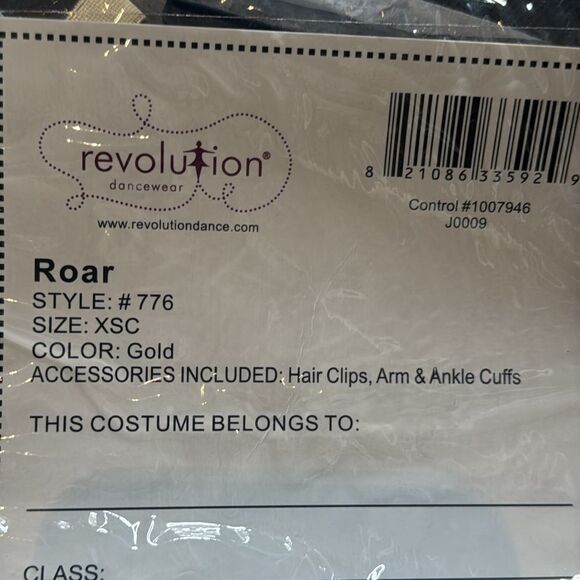 revolution®
dancewear
www.revolutiondance.com
8 21086 33592 9
Control #1007946
J0009
Roar
STYLE: # 776
SIZE: XSC
COLOR: Gold
ACCESSORIES INCLUDED: Hair Clips, Arm & Ankle Cuffs
THIS COSTUME BELONGS TO:
CLASS: